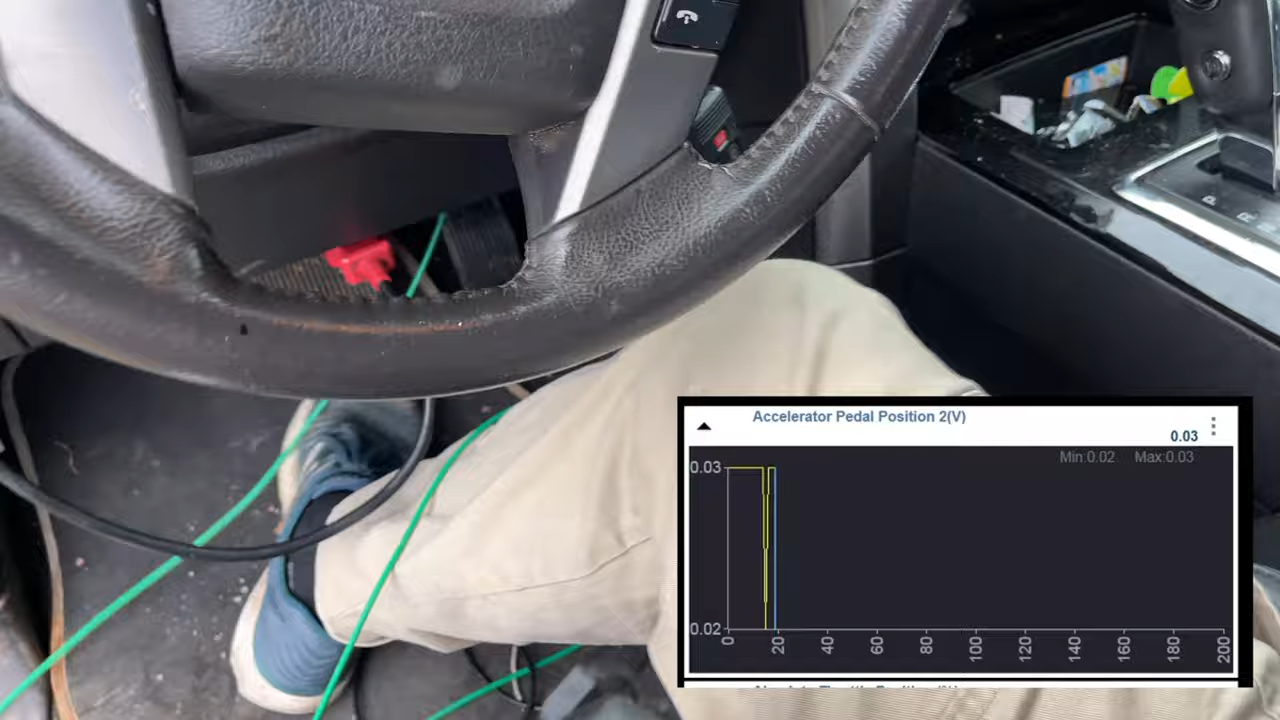 P
R
Accelerator Pedal Position 2(V)
0.03
Min:0.02 Max:0.03
0.03
0.02
0 20 40 60 80 100 120 140 160 180 200